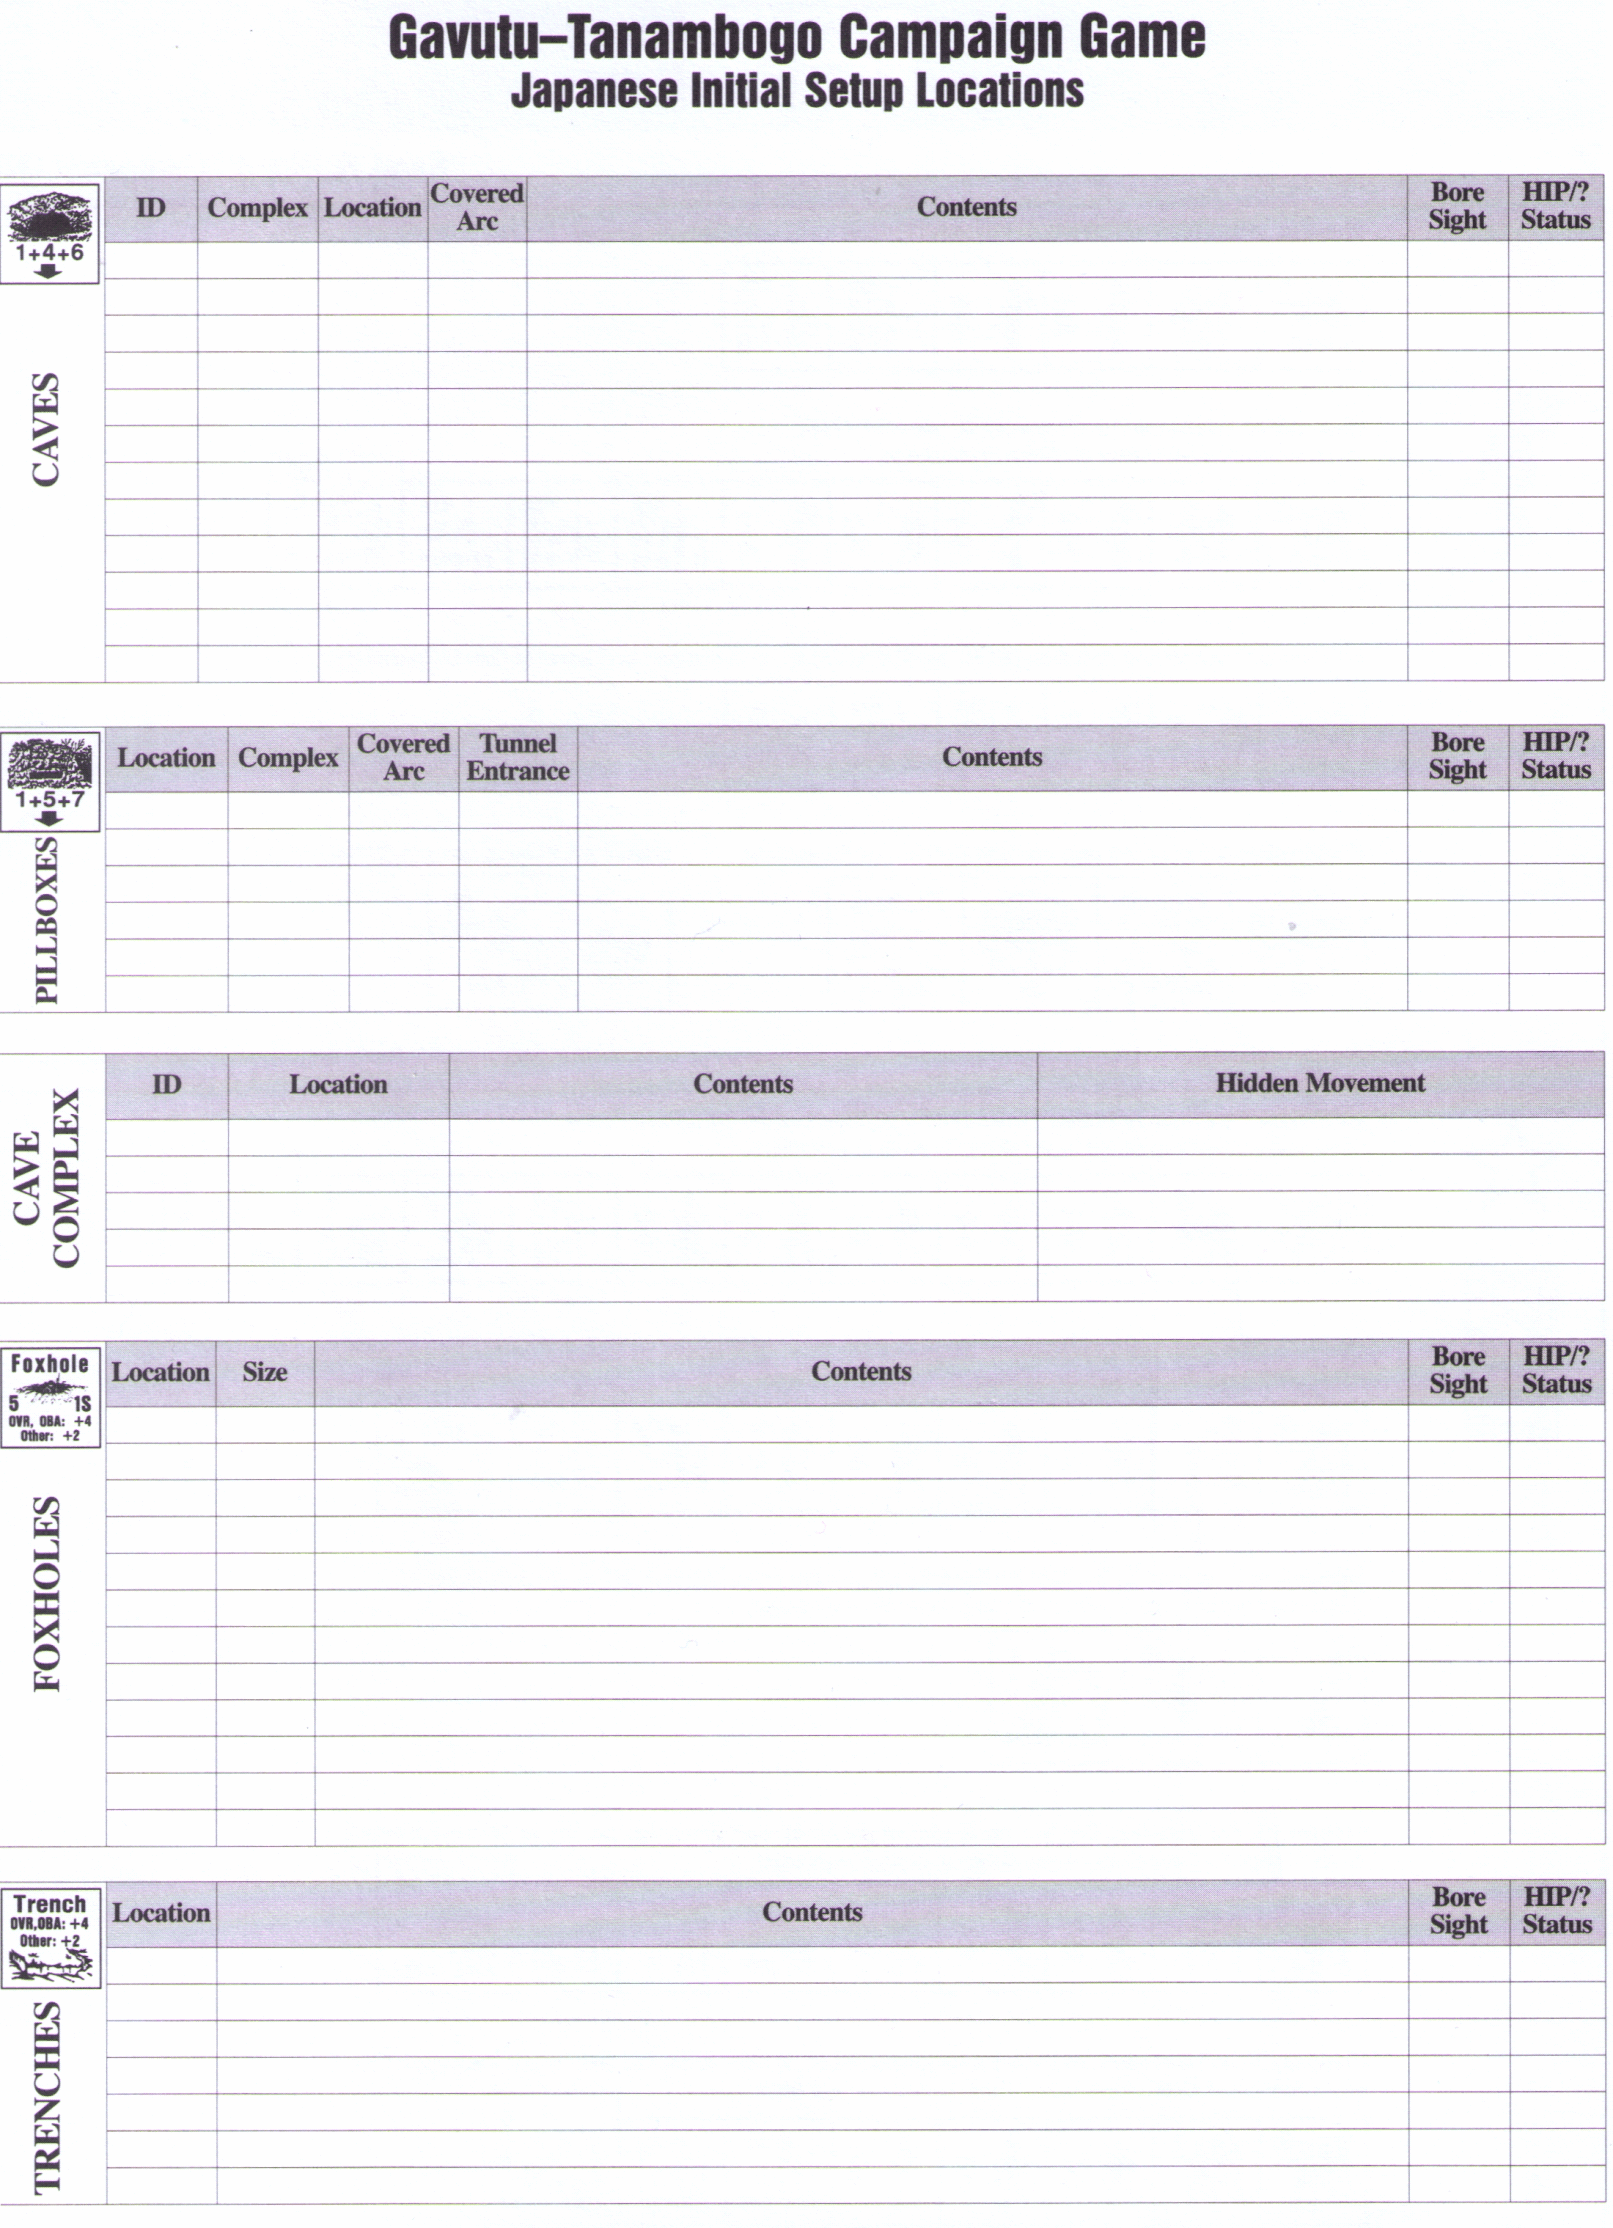 Gavutu–Tanambogo Campaign Game
Japanese Initial Setup Locations
1+4+6
CAVES
ID Complex Location Covered Arc Contents Bore Sight HIP/? Status
1+5+7
PILLBOXES
Location Complex Covered Arc Tunnel Entrance Contents Bore Sight HIP/? Status
CAVE
COMPLEX
ID Location Contents Hidden Movement
Foxhole
5 1S
OVR, OBA: +4
Other: +2
FOXHOLES
Location Size Contents Bore Sight HIP/? Status
Trench
OVR,OBA: +4
Other: +2
TRENCHES
Location Contents Bore Sight HIP/? Status